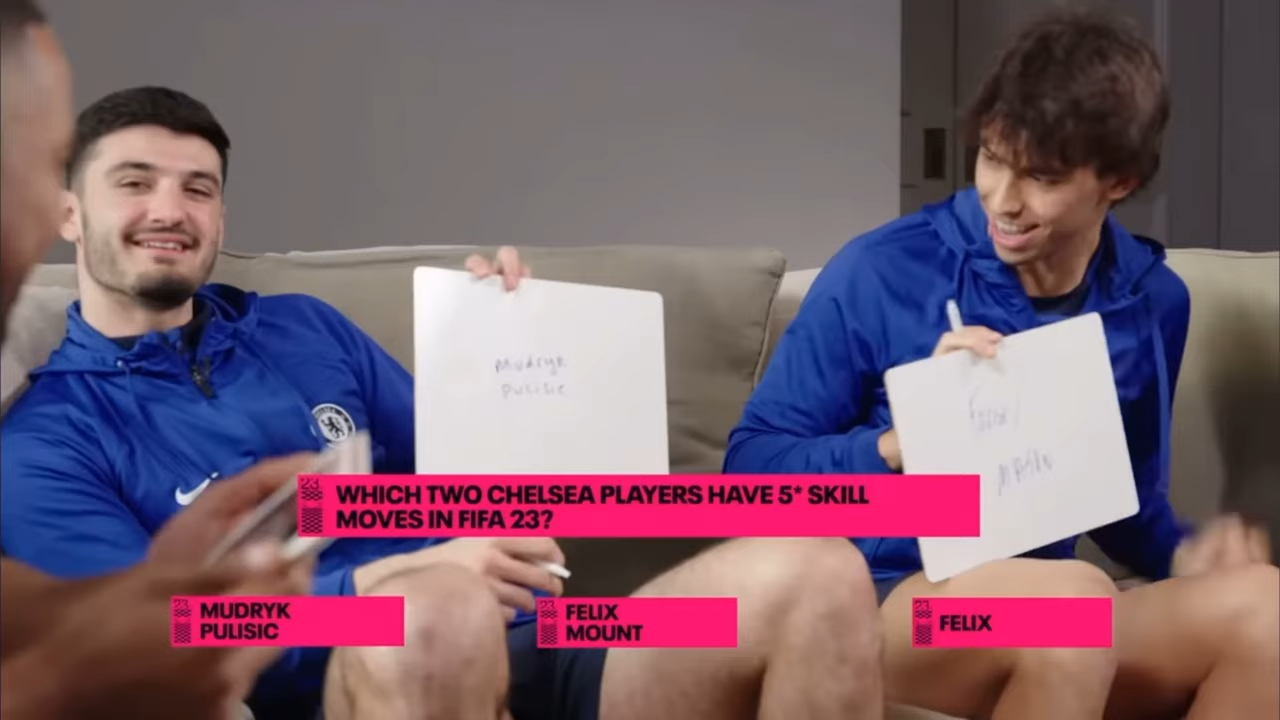 Mudryk
Pulisic
WHICH TWO CHELSEA PLAYERS HAVE 5* SKILL
MOVES IN FIFA 23?
MUDRYK
PULISIC
FELIX
MOUNT
FELIX